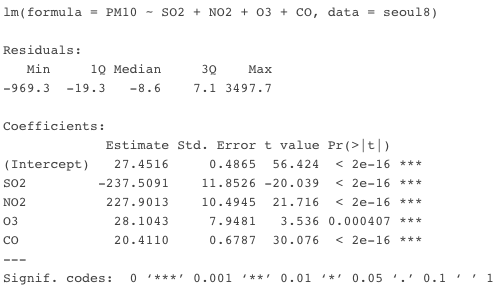 lm(formula = PM10 ~ SO2 + NO2 + O3 + CO, data = seoul8)
Residuals:
Min 1Q Median 3Q Max
-969.3 -19.3 -8.6 7.1 3497.7
Coefficients:
Estimate Std. Error t value Pr(>|t|)
(Intercept) 27.4516 0.4865 56.424 < 2e-16 ***
SO2 -237.5091 11.8526 -20.039 < 2e-16 ***
NO2 227.9013 10.4945 21.716 < 2e-16 ***
O3 28.1043 7.9481 3.536 0.000407 ***
CO 20.4110 0.6787 30.076 < 2e-16 ***
---
Signif. codes: 0 ‘***’ 0.001 ‘**’ 0.01 ‘*’ 0.05 ‘.’ 0.1 ‘ ’ 1